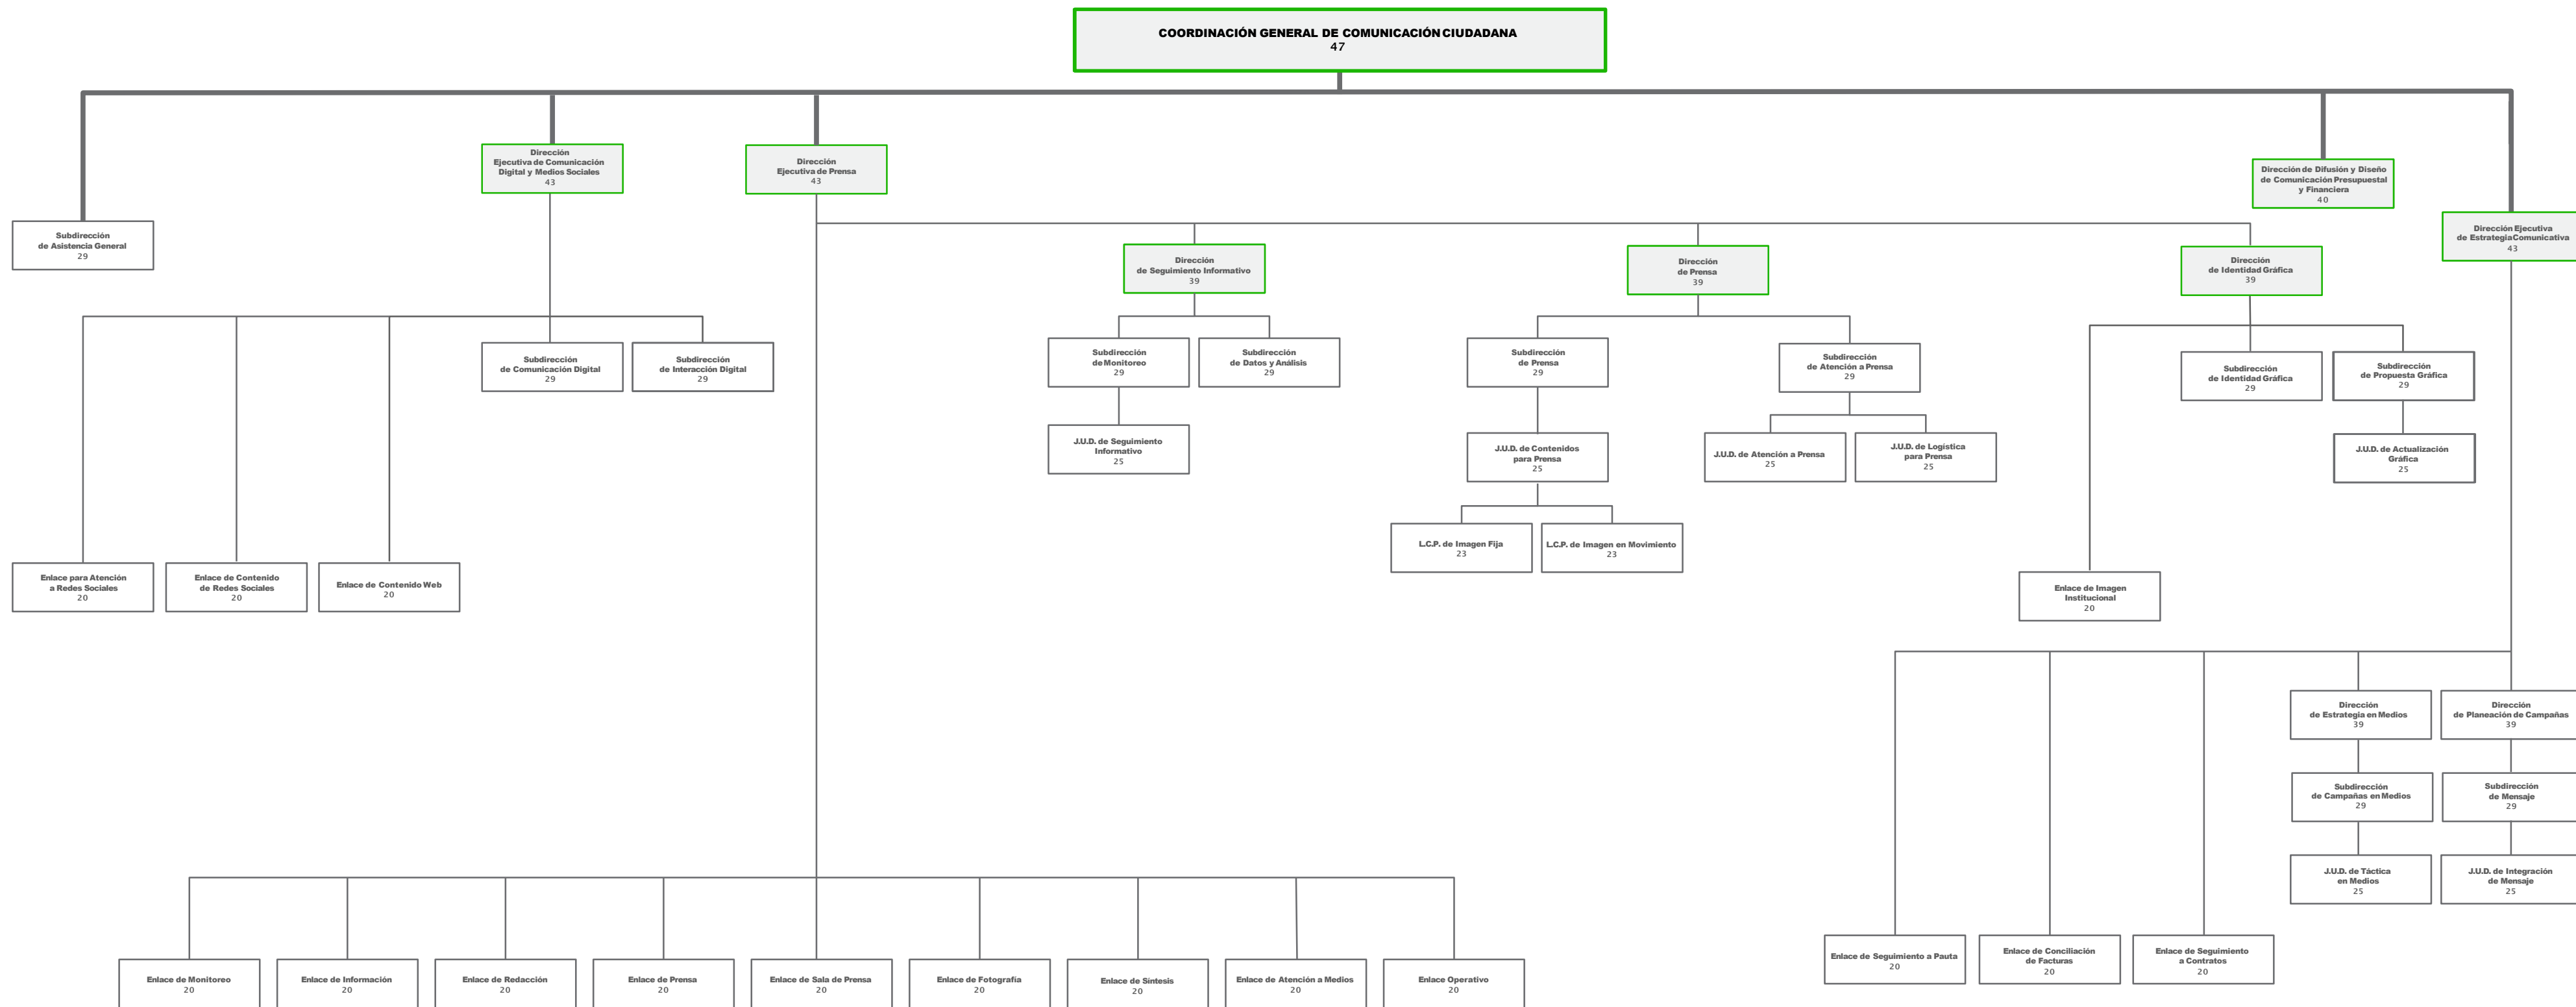 COORDINACIÓN GENERAL DE COMUNICACIÓN CIUDADANA
47
Dirección
Ejecutiva de Comunicación
Digital y Medios Sociales
43
Dirección
Ejecutiva de Prensa
43
Dirección de Difusión y Diseño
de Comunicación Presupuestal
y Financiera
40
Subdirección
de Asistencia General
29
Dirección Ejecutiva
de Estrategia Comunicativa
43
Dirección
de Seguimiento Informativo
39
Dirección
de Prensa
39
Dirección
de Identidad Gráfica
39
Subdirección
de Comunicación Digital
29
Subdirección
de Interacción Digital
29
Subdirección
de Monitoreo
29
Subdirección
de Datos y Análisis
29
Subdirección
de Prensa
29
Subdirección
de Atención a Prensa
29
Subdirección
de Identidad Gráfica
29
Subdirección
de Propuesta Gráfica
29
J.U.D. de Seguimiento
Informativo
25
J.U.D. de Contenidos
para Prensa
25
J.U.D. de Atención a Prensa
25
J.U.D. de Logística
para Prensa
25
J.U.D. de Actualización
Gráfica
25
L.C.P. de Imagen Fija
23
L.C.P. de Imagen en Movimiento
23
Enlace para Atención
a Redes Sociales
20
Enlace de Contenido
de Redes Sociales
20
Enlace de Contenido Web
20
Enlace de Imagen
Institucional
20
Dirección
de Estrategia en Medios
39
Dirección
de Planeación de Campañas
39
Subdirección
de Campañas en Medios
29
Subdirección
de Mensaje
29
J.U.D. de Táctica
en Medios
25
J.U.D. de Integración
de Mensaje
25
Enlace de Seguimiento a Pauta
20
Enlace de Conciliación
de Facturas
20
Enlace de Seguimiento
a Contratos
20
Enlace de Monitoreo
20
Enlace de Información
20
Enlace de Redacción
20
Enlace de Prensa
20
Enlace de Sala de Prensa
20
Enlace de Fotografía
20
Enlace de Síntesis
20
Enlace de Atención a Medios
20
Enlace Operativo
20